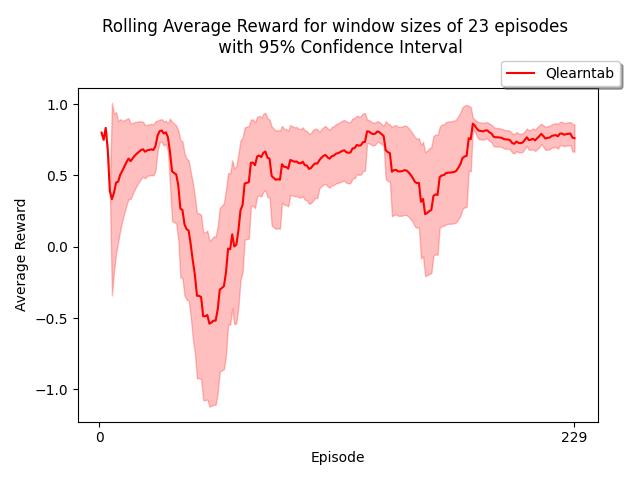 Rolling Average Reward for window sizes of 23 episodes
with 95% Confidence Interval
Qlearntab
1.0
0.5
0.0
−0.5
−1.0
Average Reward
0
229
Episode